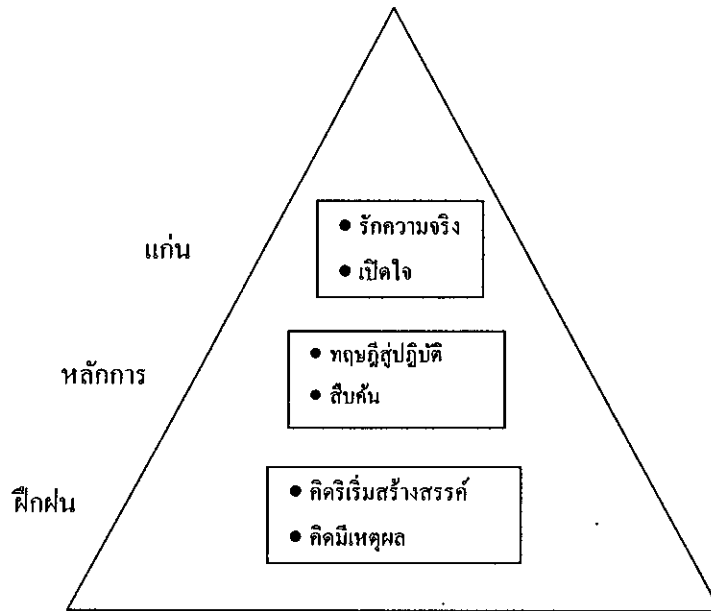 แก่น
● รักความจริง
● เปิดใจ
หลักการ
● ทฤษฎีสู่ปฏิบัติ
● สืบค้น
ฝึกฝน
● คิดริเริ่มสร้างสรรค์
● คิดมีเหตุผล